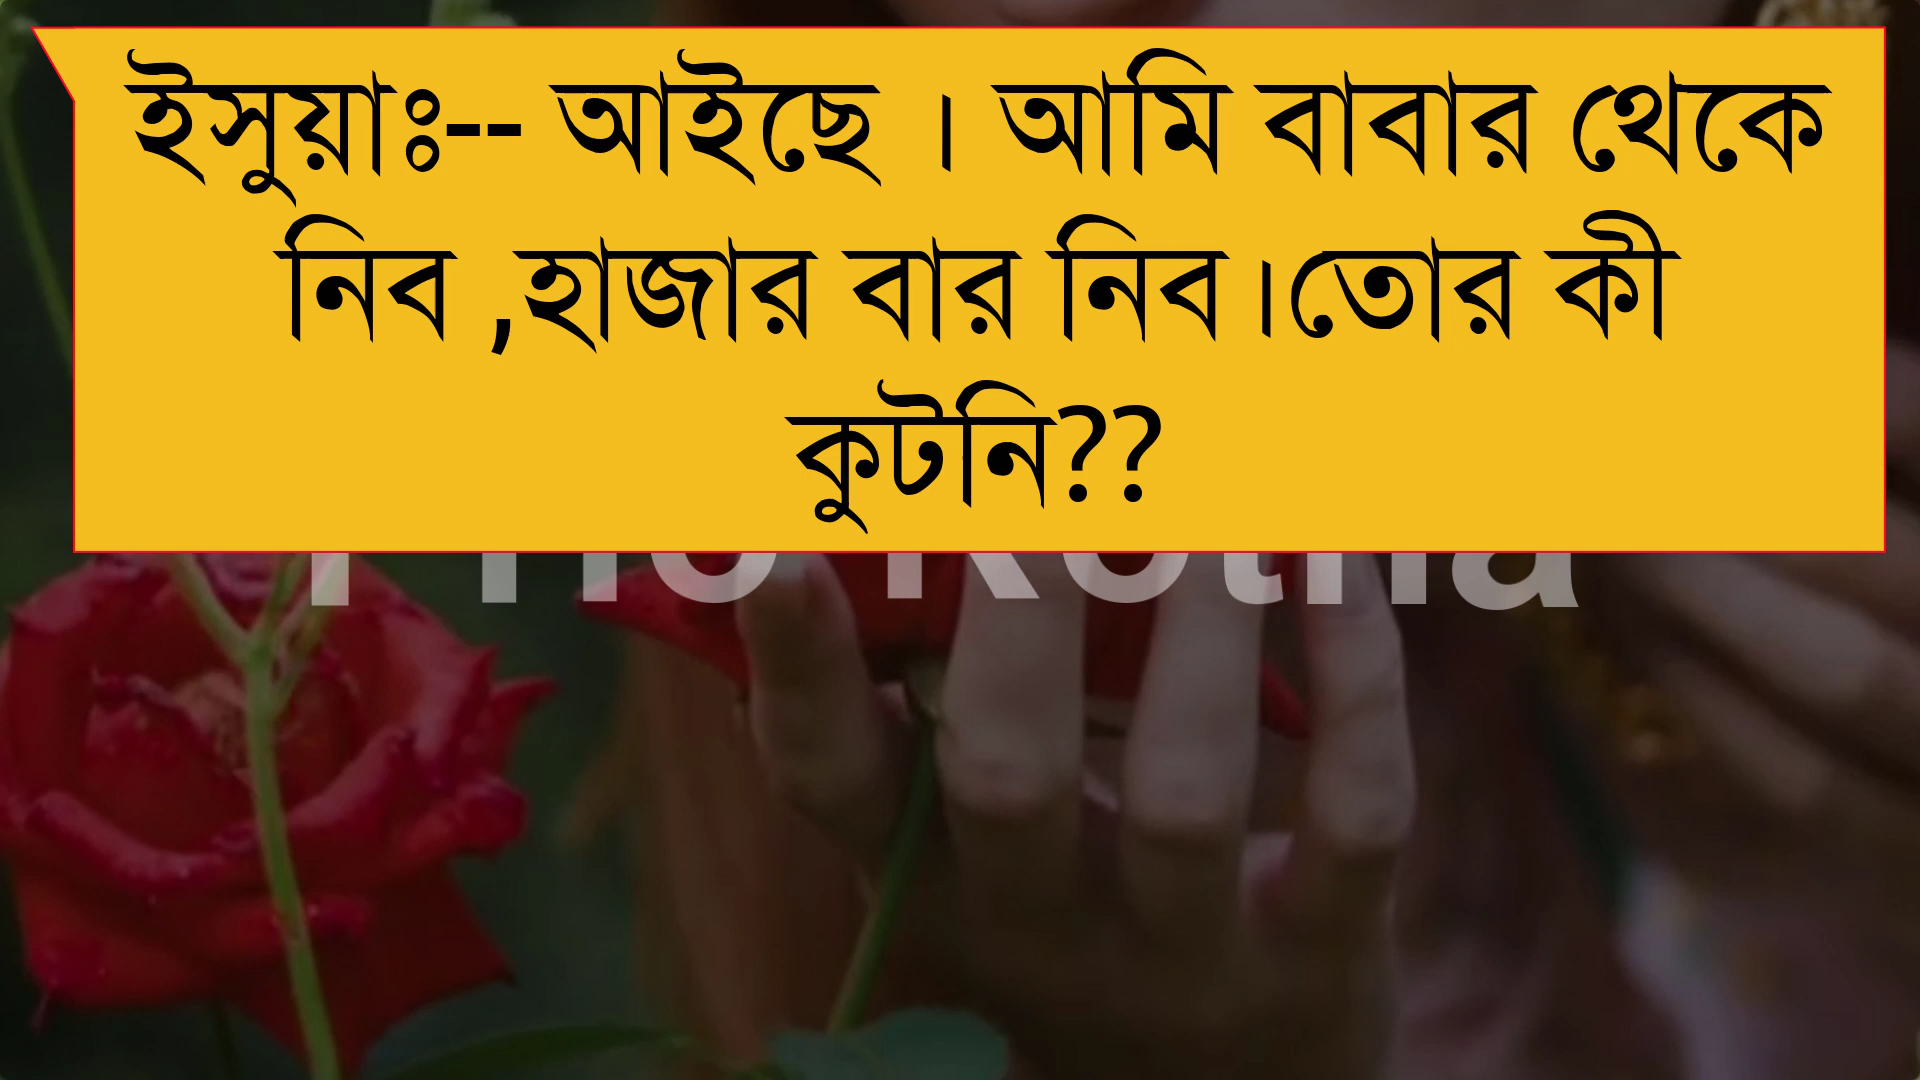 ইসুয়াঃ-- আইছে । আমি বাবার থেকে
নিব ,হাজার বার নিব।তোর কী
কুটনি??